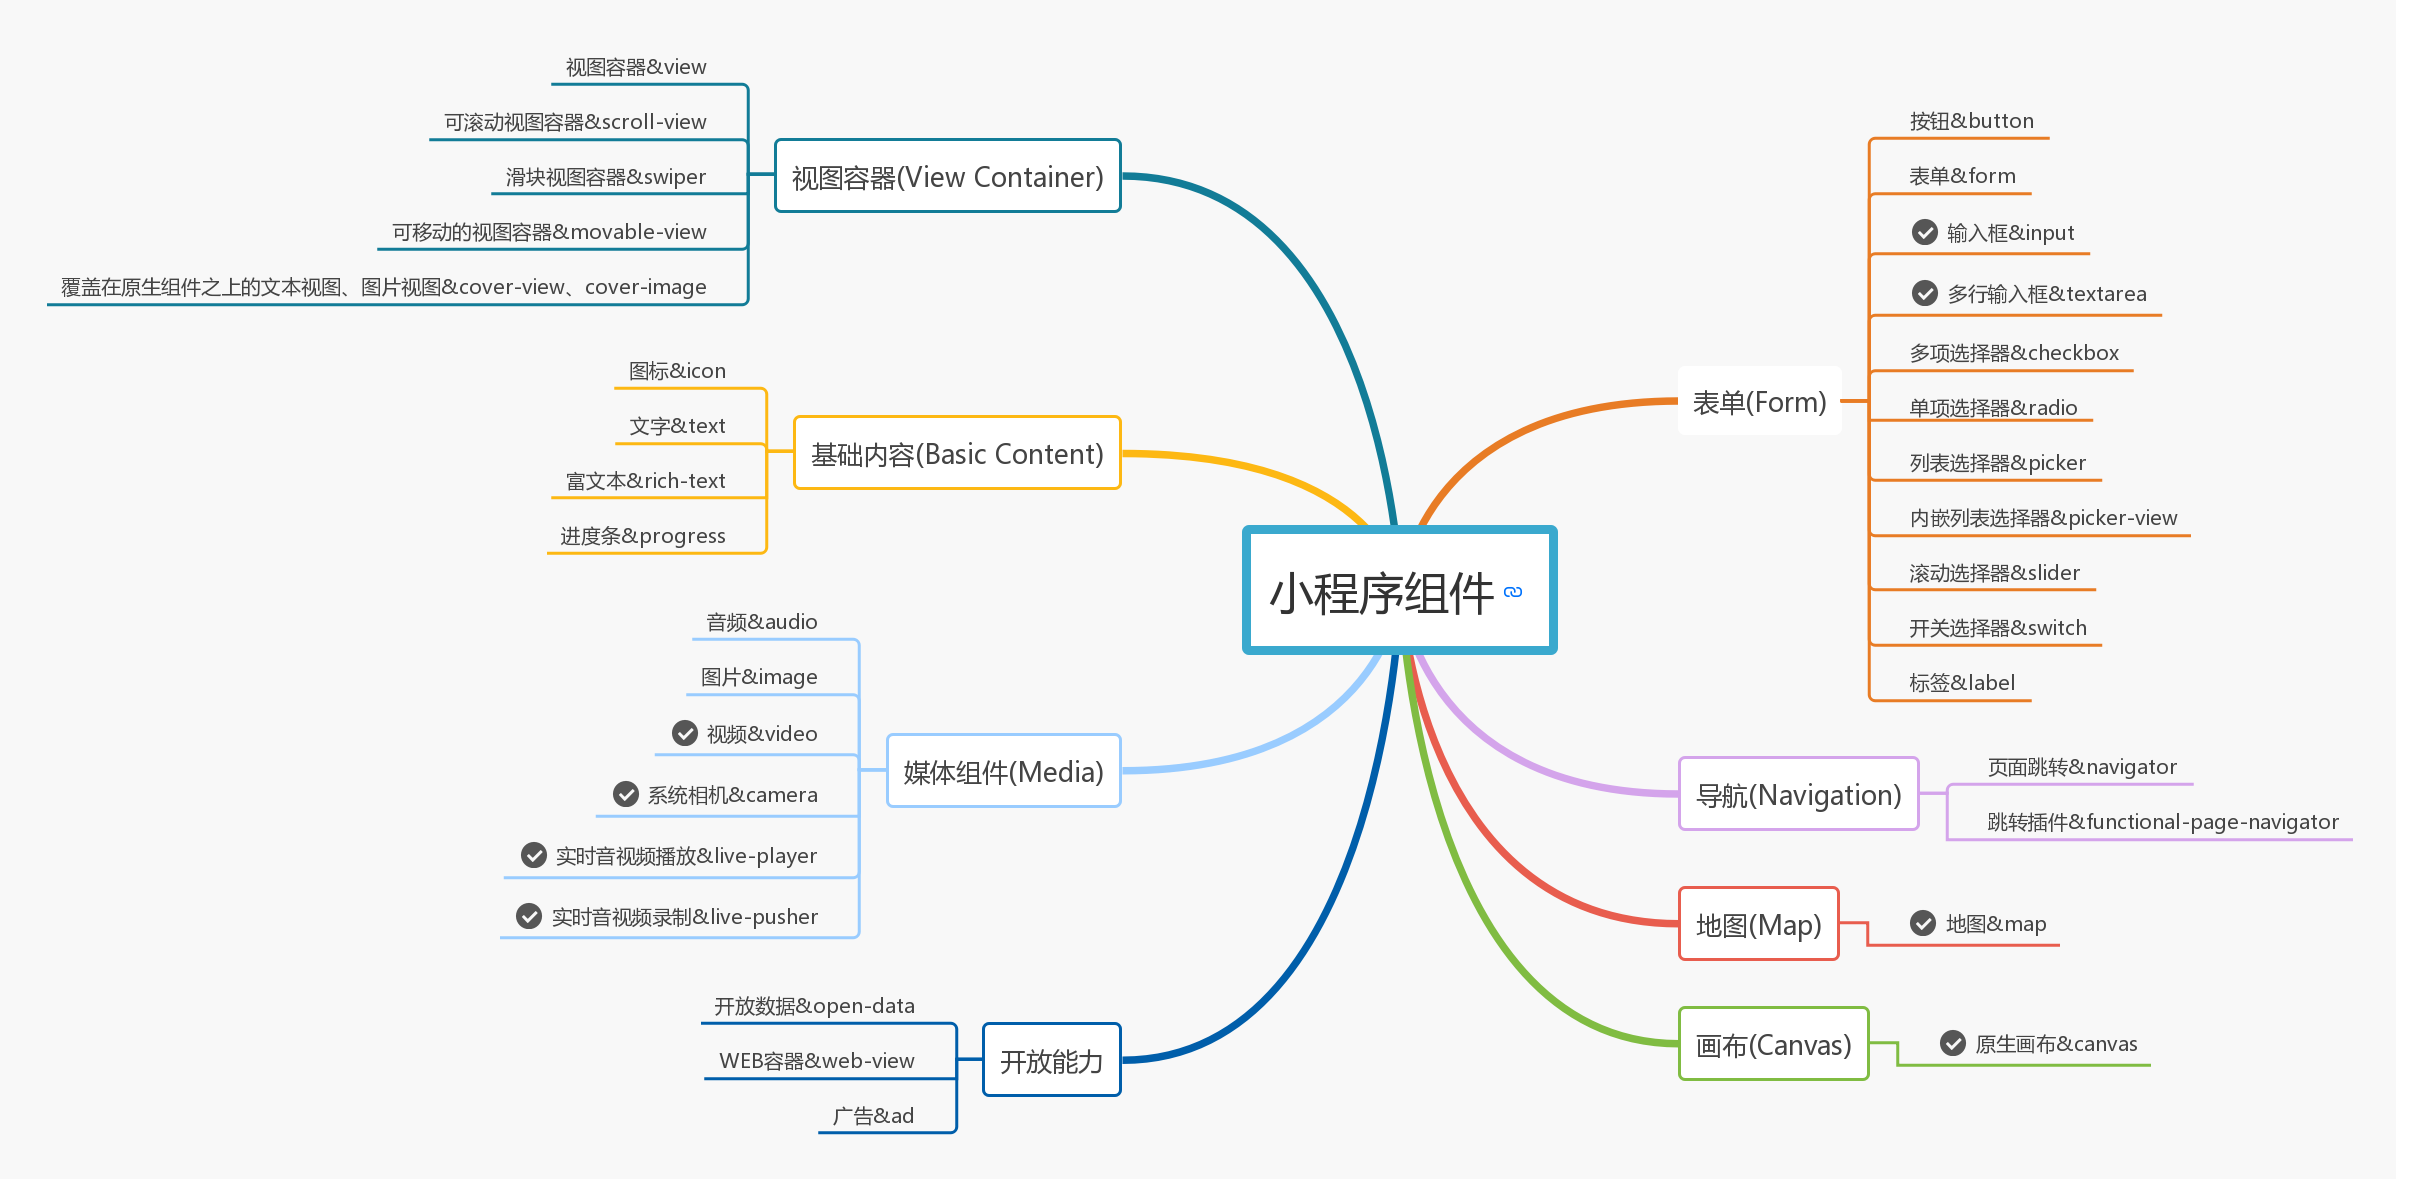 小程序组件
视图容器(View Container)
视图容器&view
可滚动视图容器&scroll-view
滑块视图容器&swiper
可移动的视图容器&movable-view
覆盖在原生组件之上的文本视图、图片视图&cover-view、cover-image
基础内容(Basic Content)
图标&icon
文字&text
富文本&rich-text
进度条&progress
媒体组件(Media)
音频&audio
图片&image
视频&video
系统相机&camera
实时音视频播放&live-player
实时音视频录制&live-pusher
开放能力
开放数据&open-data
WEB容器&web-view
广告&ad
表单(Form)
按钮&button
表单&form
输入框&input
多行输入框&textarea
多项选择器&checkbox
单项选择器&radio
列表选择器&picker
内嵌列表选择器&picker-view
滚动选择器&slider
开关选择器&switch
标签&label
导航(Navigation)
页面跳转&navigator
跳转插件&functional-page-navigator
地图(Map)
地图&map
画布(Canvas)
原生画布&canvas